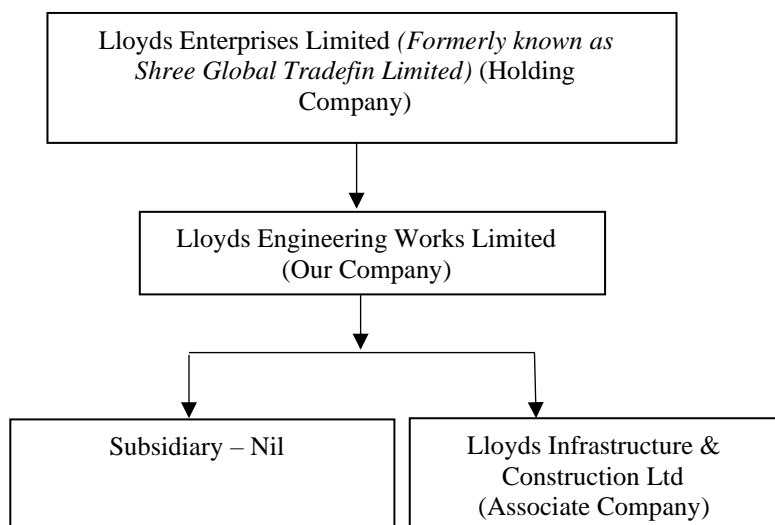 Lloyds Enterprises Limited (Formerly known as
Shree Global Tradefin Limited) (Holding
Company)
Lloyds Engineering Works Limited
(Our Company)
Subsidiary – Nil
Lloyds Infrastructure &
Construction Ltd
(Associate Company)